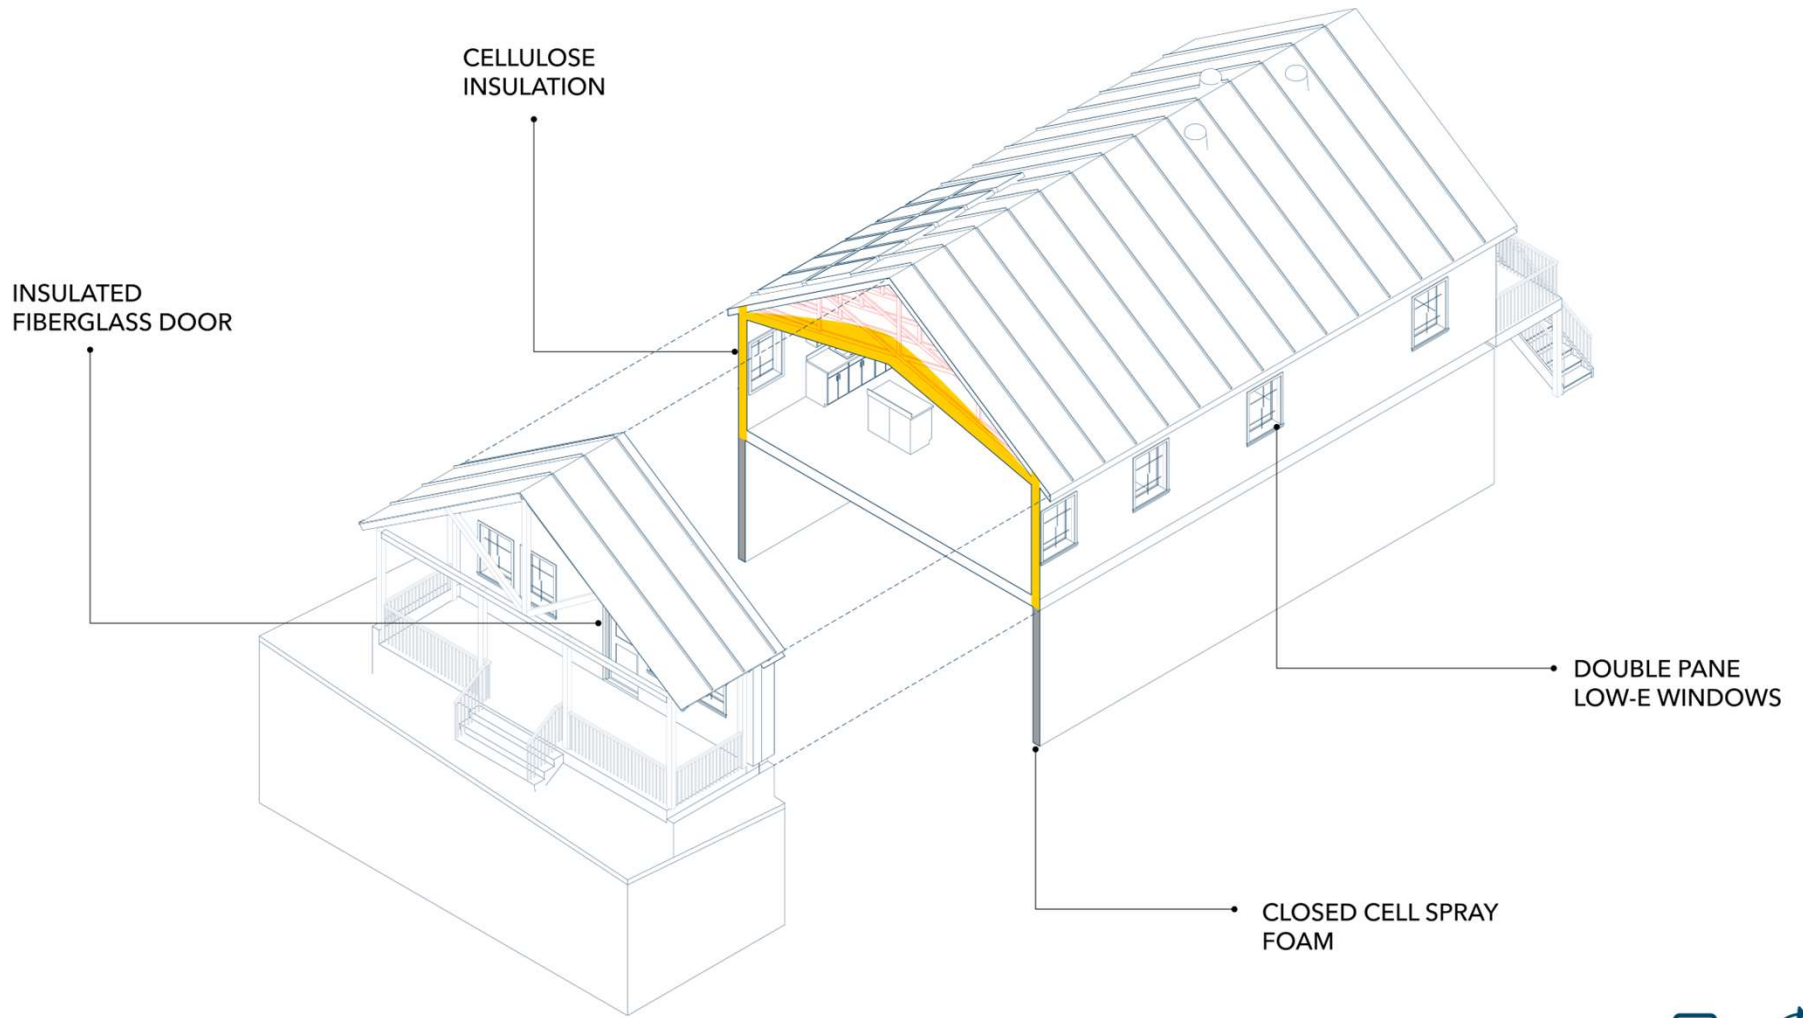 CELLULOSE
INSULATION
INSULATED
FIBERGLASS DOOR
DOUBLE PANE
LOW-E WINDOWS
CLOSED CELL SPRAY
FOAM